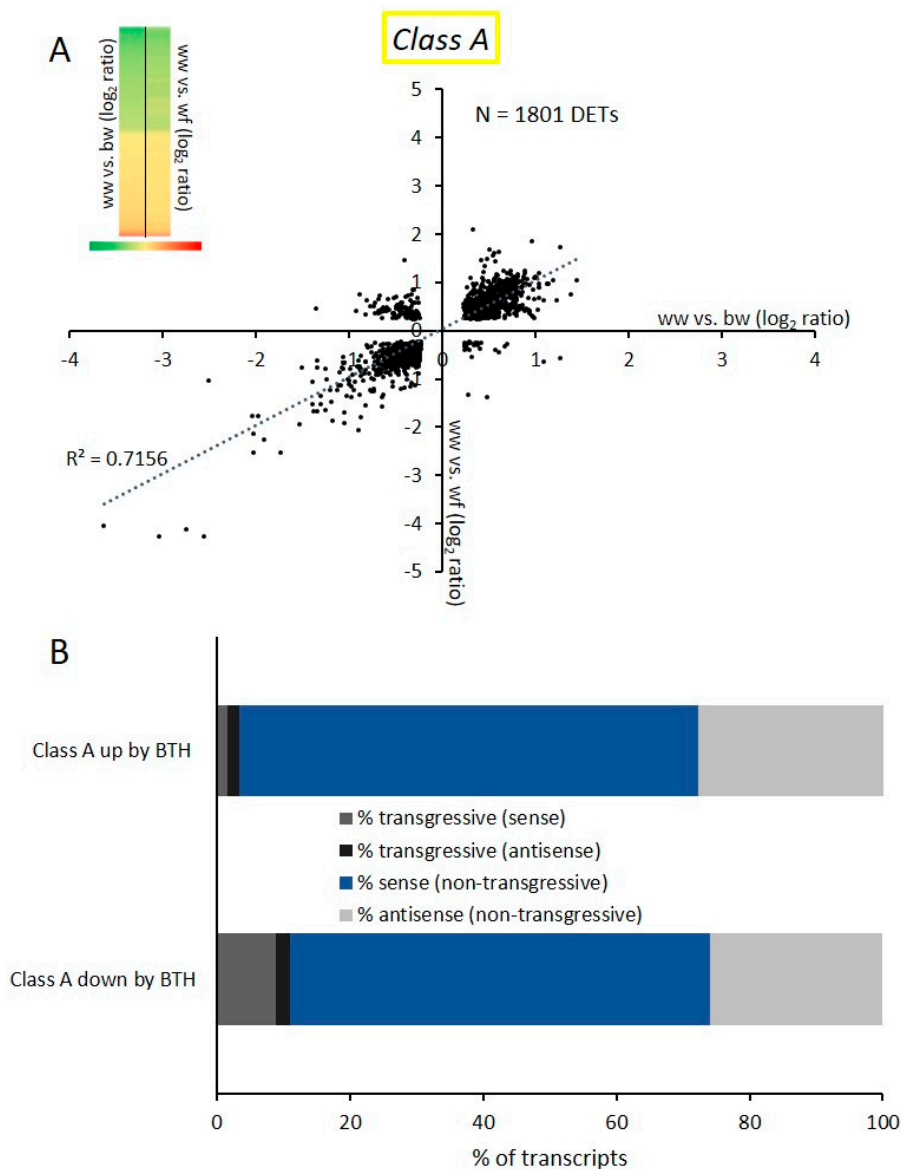 A
Class A
ww vs. bw (log2 ratio)
ww vs. wf (log2 ratio)
N = 1801 DETs
5
4
3
2
1
0
-1
-2
-3
-4
-5
-4
-3
-2
-1
0
1
2
3
4
ww vs. bw (log2 ratio)
ww vs. wf (log2 ratio)
R² = 0.7156
B
Class A up by BTH
% transgressive (sense)
% transgressive (antisense)
% sense (non-transgressive)
% antisense (non-transgressive)
Class A down by BTH
0
20
40
60
80
100
% of transcripts